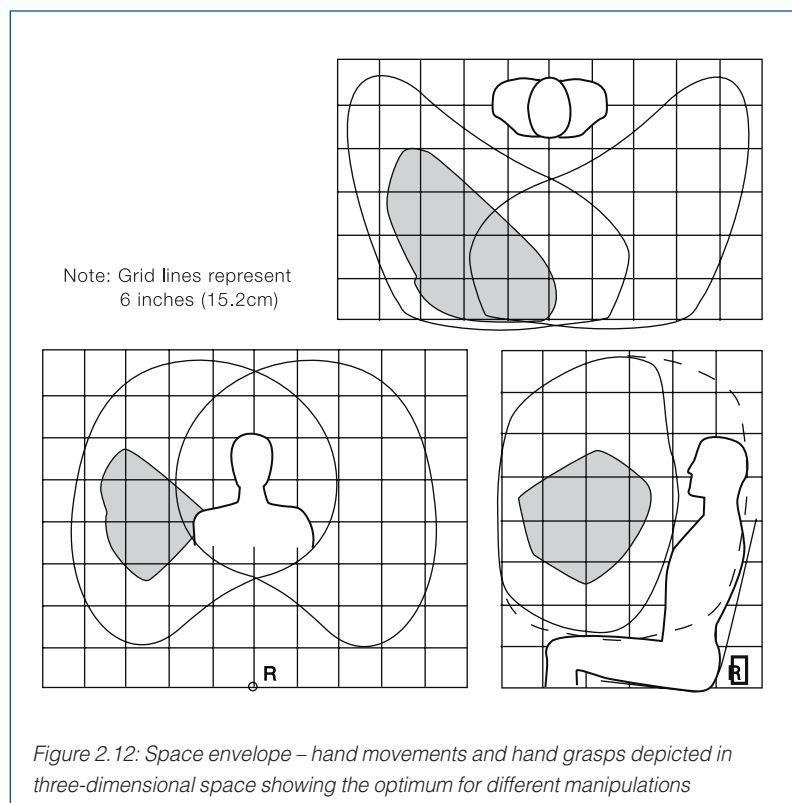 Note: Grid lines represent
6 inches (15.2cm)
R
R
Figure 2.12: Space envelope – hand movements and hand grasps depicted in
three-dimensional space showing the optimum for different manipulations